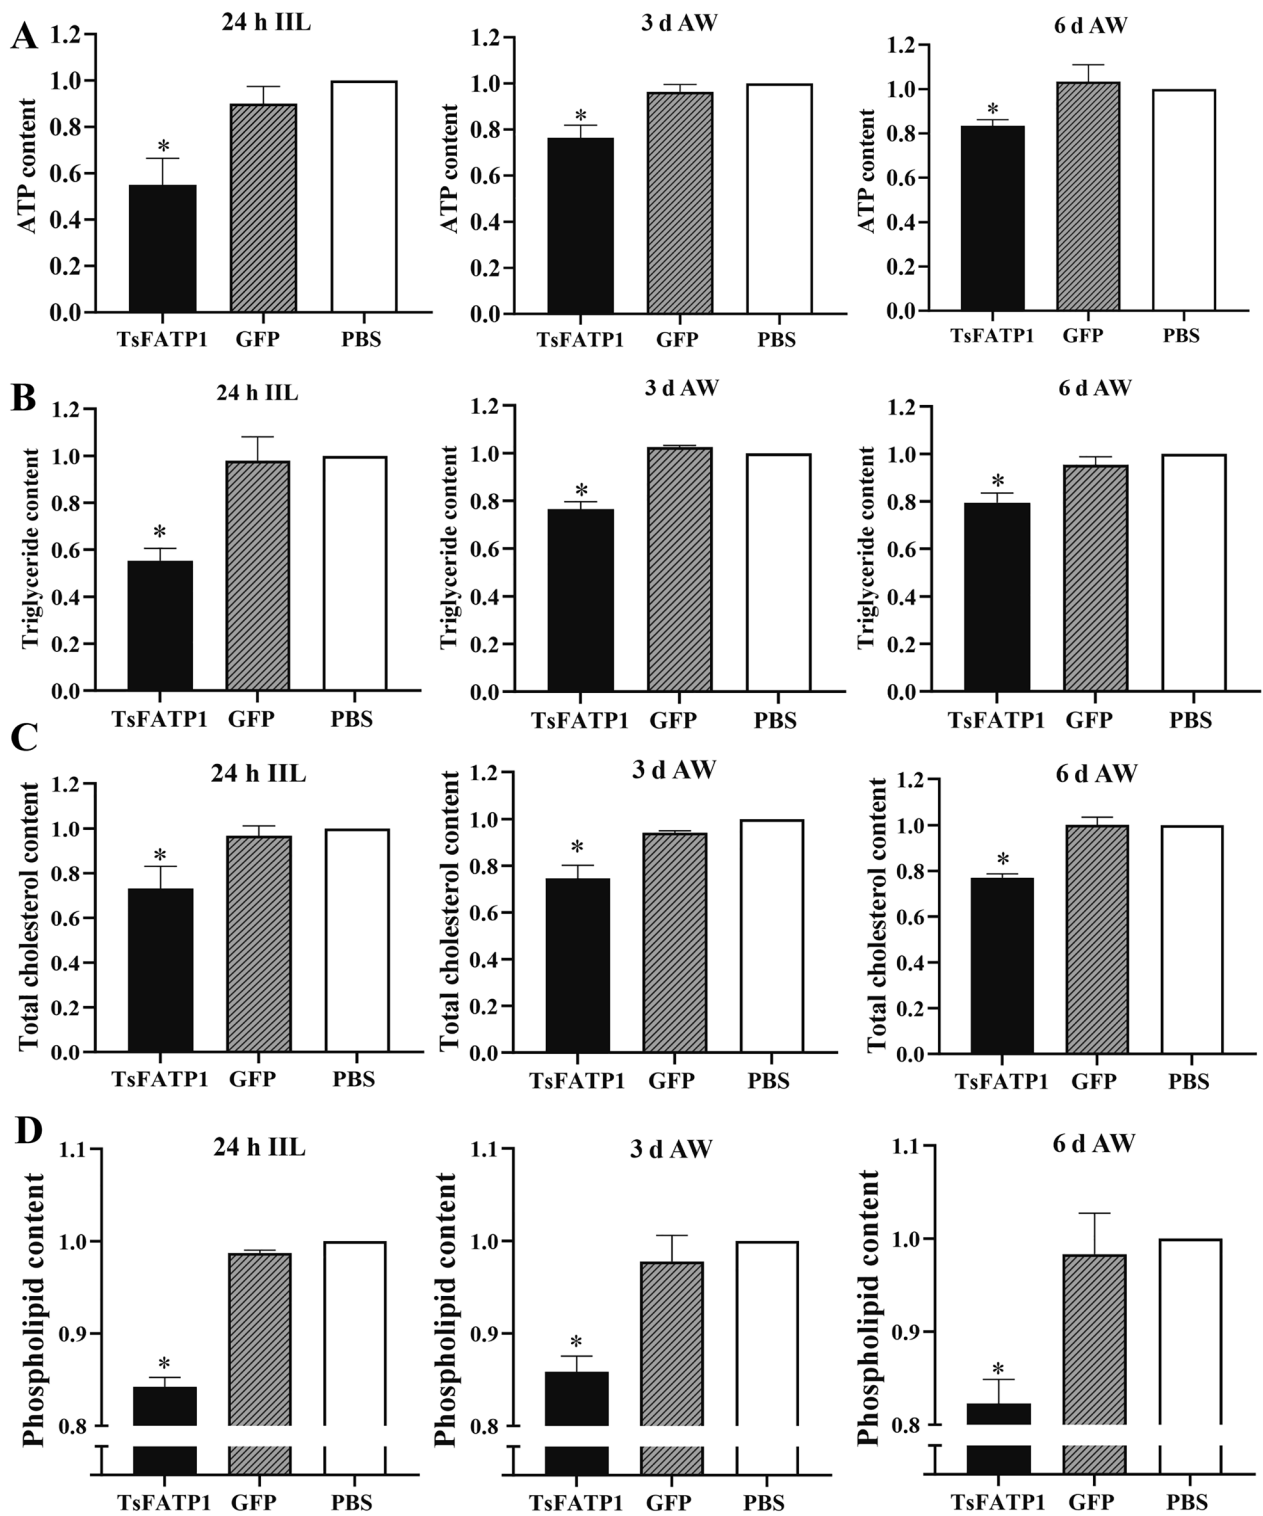 A
24 h IIL
3 d AW
6 d AW
ATP content
1.2
1.0
0.8
0.6
0.4
0.2
0.0
*
TsFATP1 GFP PBS
ATP content
1.2
1.0
0.8
0.6
0.4
0.2
0.0
*
TsFATP1 GFP PBS
ATP content
1.2
1.0
0.8
0.6
0.4
0.2
0.0
*
TsFATP1 GFP PBS
B
24 h IIL
3 d AW
6 d AW
Triglyceride content
1.2
1.0
0.8
0.6
0.4
0.2
0.0
*
TsFATP1 GFP PBS
Triglyceride content
1.2
1.0
0.8
0.6
0.4
0.2
0.0
*
TsFATP1 GFP PBS
Triglyceride content
1.2
1.0
0.8
0.6
0.4
0.2
0.0
*
TsFATP1 GFP PBS
C
24 h IIL
3 d AW
6 d AW
Total cholesterol content
1.2
1.0
0.8
0.6
0.4
0.2
0.0
*
TsFATP1 GFP PBS
Total cholesterol content
1.2
1.0
0.8
0.6
0.4
0.2
0.0
*
TsFATP1 GFP PBS
Total cholesterol content
1.2
1.0
0.8
0.6
0.4
0.2
0.0
*
TsFATP1 GFP PBS
D
24 h IIL
3 d AW
6 d AW
Phospholipid content
1.1
1.0
0.9
0.8
*
TsFATP1 GFP PBS
Phospholipid content
1.1
1.0
0.9
0.8
*
TsFATP1 GFP PBS
Phospholipid content
1.1
1.0
0.9
0.8
*
TsFATP1 GFP PBS